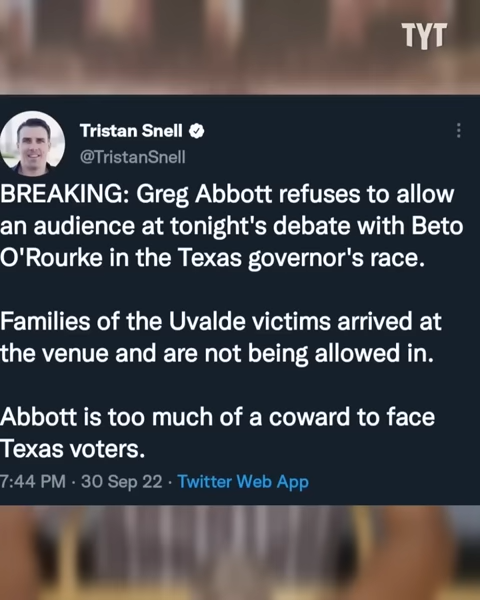 TYT
Tristan Snell
@TristanSnell
BREAKING: Greg Abbott refuses to allow
an audience at tonight's debate with Beto
O'Rourke in the Texas governor's race.
Families of the Uvalde victims arrived at
the venue and are not being allowed in.
Abbott is too much of a coward to face
Texas voters.
7:44 PM · 30 Sep 22 · Twitter Web App